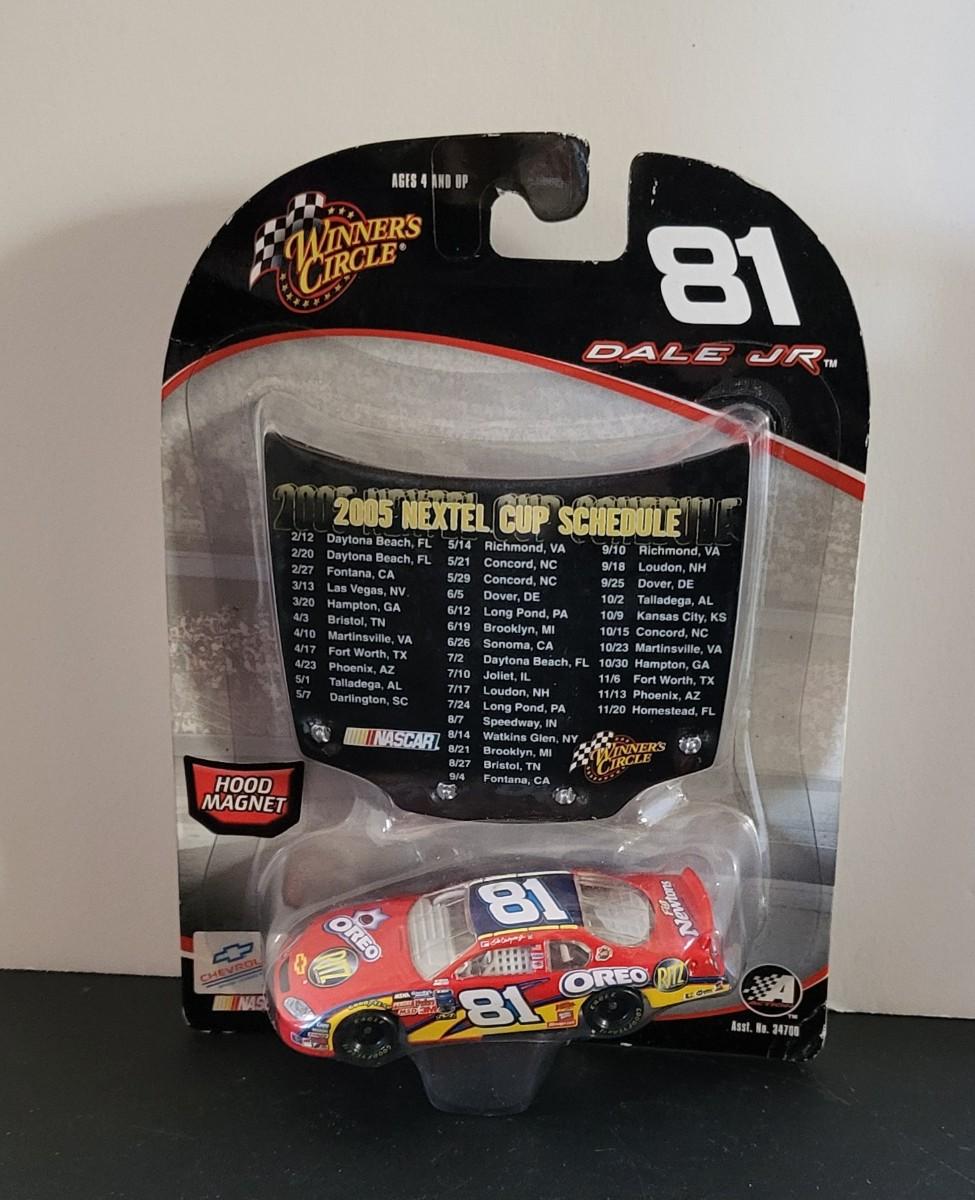 AGES 4 AND UP
WINNER'S
CIRCLE®
81
DALE JR™
2005 NEXTEL CUP SCHEDULE
2005 NEXTEL CUP SCHEDULE
2/12 Daytona Beach, FL
2/20 Daytona Beach, FL
2/27 Fontana, CA
3/13 Las Vegas, NV
3/20 Hampton, GA
4/3 Bristol, TN
4/10 Martinsville, VA
4/17 Fort Worth, TX
4/23 Phoenix, AZ
5/1 Talladega, AL
5/7 Darlington, SC
5/14 Richmond, VA
5/21 Concord, NC
5/29 Concord, NC
6/5 Dover, DE
6/12 Long Pond, PA
6/19 Brooklyn, MI
6/26 Sonoma, CA
7/2 Daytona Beach, FL
7/10 Joliet, IL
7/17 Loudon, NH
7/24 Long Pond, PA
8/7 Speedway, IN
8/14 Watkins Glen, NY
8/21 Brooklyn, MI
8/27 Bristol, TN
9/4 Fontana, CA
9/10 Richmond, VA
9/18 Loudon, NH
9/25 Dover, DE
10/2 Talladega, AL
10/9 Kansas City, KS
10/15 Concord, NC
10/23 Martinsville, VA
10/30 Hampton, GA
11/6 Fort Worth, TX
11/13 Phoenix, AZ
11/20 Homestead, FL
NASCAR
WINNER'S
CIRCLE
HOOD
MAGNET
81
OREO
RITZ
Fig
Newtons
OREO
RITZ
81
CHEVROL
NASC
A
Asst. No. 34700